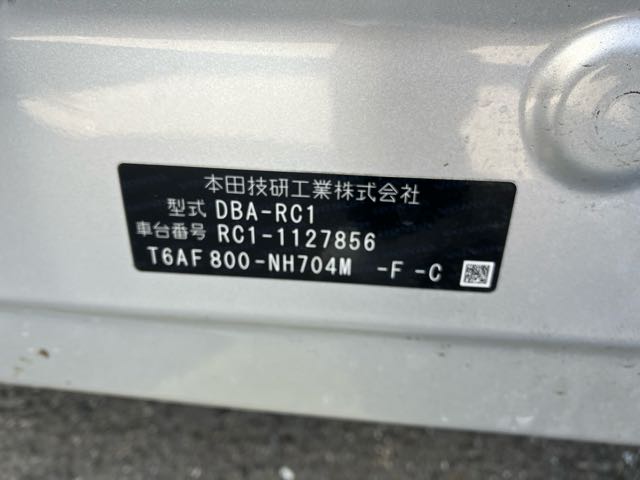 本田技研工業株式会社
型式 DBA-RC1
車台番号 RC1-1127856
T6AF 800-NH704M -F -C